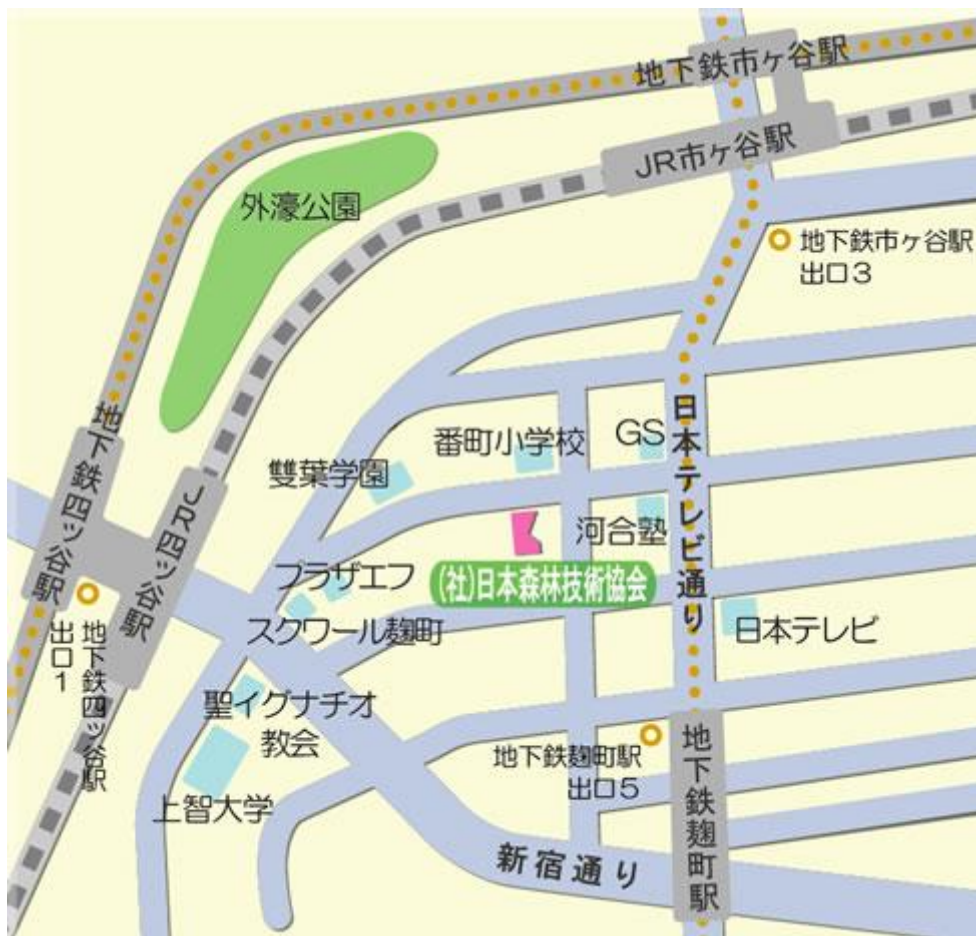 地下鉄市ヶ谷駅
JR市ヶ谷駅
外濠公園
地下鉄市ヶ谷駅
出口3
地下鉄四ッ谷駅
JR四ッ谷駅
番町小学校
GS
日本テレビ通り
雙葉学園
河合塾
プラザエフ
(社)日本森林技術協会
スクワール麹町
日本テレビ
地下鉄四ッ谷駅
出口1
聖イグナチオ
教会
上智大学
地下鉄麹町駅
出口5
地下鉄麹町駅
新宿通り